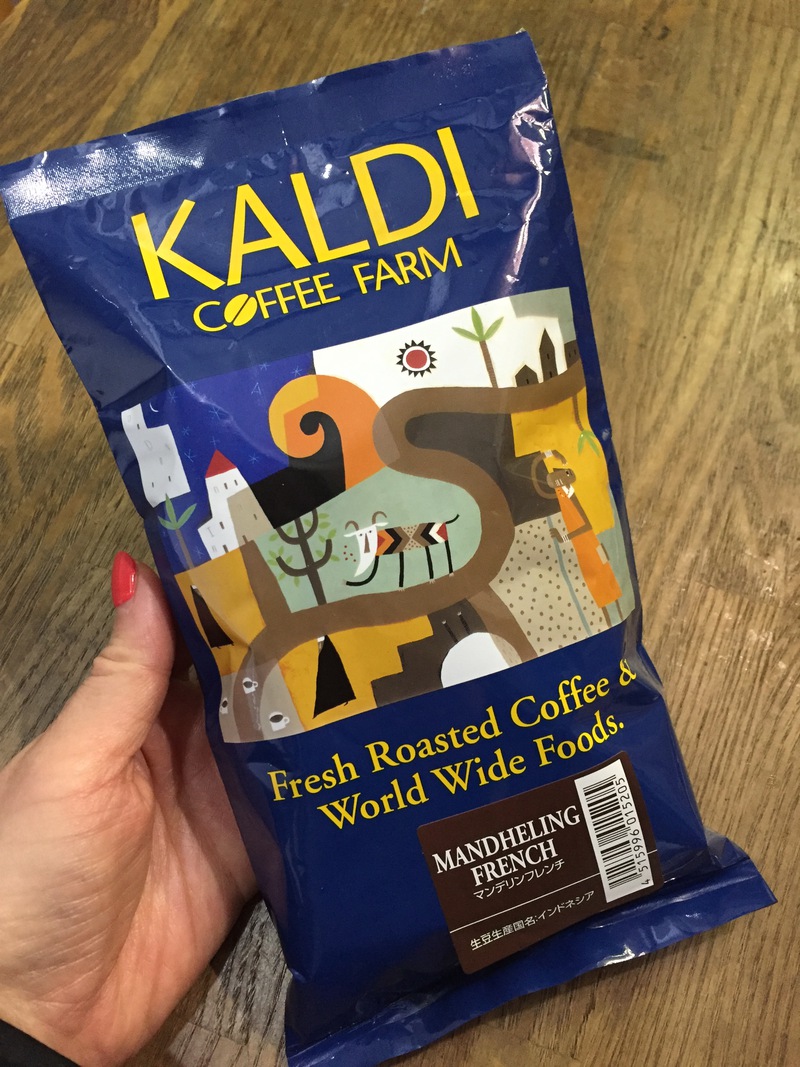 KALDI
COFFEE FARM
Fresh Roasted Coffee &
World Wide Foods.
MANDHELING
FRENCH
マンデリンフレンチ
生豆生産国名:インドネシア
4 515996 015205